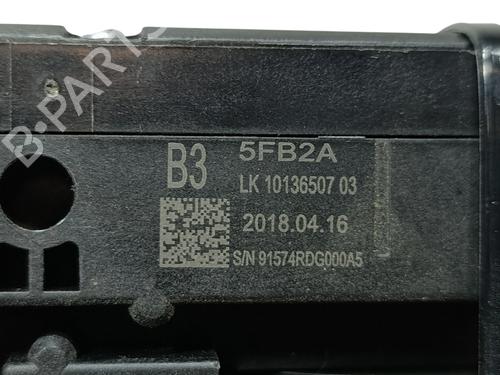 B-PARTS
B3
5FB2A
LK 10136507 03
2018.04.16
S/N 91574RDG000A5